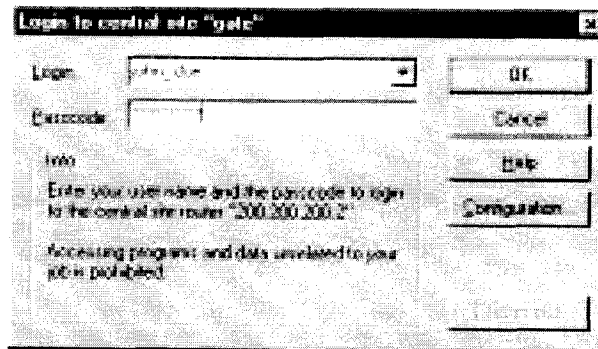 Login to central site "gate"
Login
john_doe
OK
Passcode
Cancel
Info
Help
Enter your user name and the passcode to login
to the central site router "200.200.200.2"
Configuration
Accessing programs and data unrelated to your
job is prohibited.